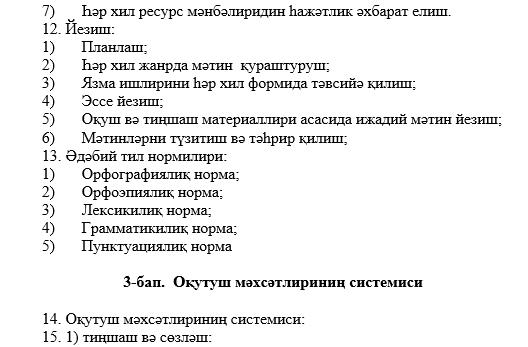 7) Һәр хил ресурс мәнбәлиридин һаҗәтлик әхбарат елиш.
12. Йезиш:
1) Планлаш;
2) Һәр хил жанрда мәтин қураштуруш;
3) Язма ишлирини һәр хил формида тәвсийә қилиш;
4) Эссе йезиш;
5) Оқуш вә тиңшаш материаллири асасида иҗадий мәтин йезиш;
6) Мәтинләрни түзитиш вә тәһрир қилиш;
13. Әдәбий тил нормилири:
1) Орфографиялиқ норма;
2) Орфоэпиялиқ норма;
3) Лексикилиқ норма;
4) Грамматикилиқ норма;
5) Пунктуациялиқ норма
3-бап. Оқутуш мәхсәтлириниң системиси
14. Оқутуш мәхсәтлириниң системиси:
15. 1) тиңшаш вә сөзләш: